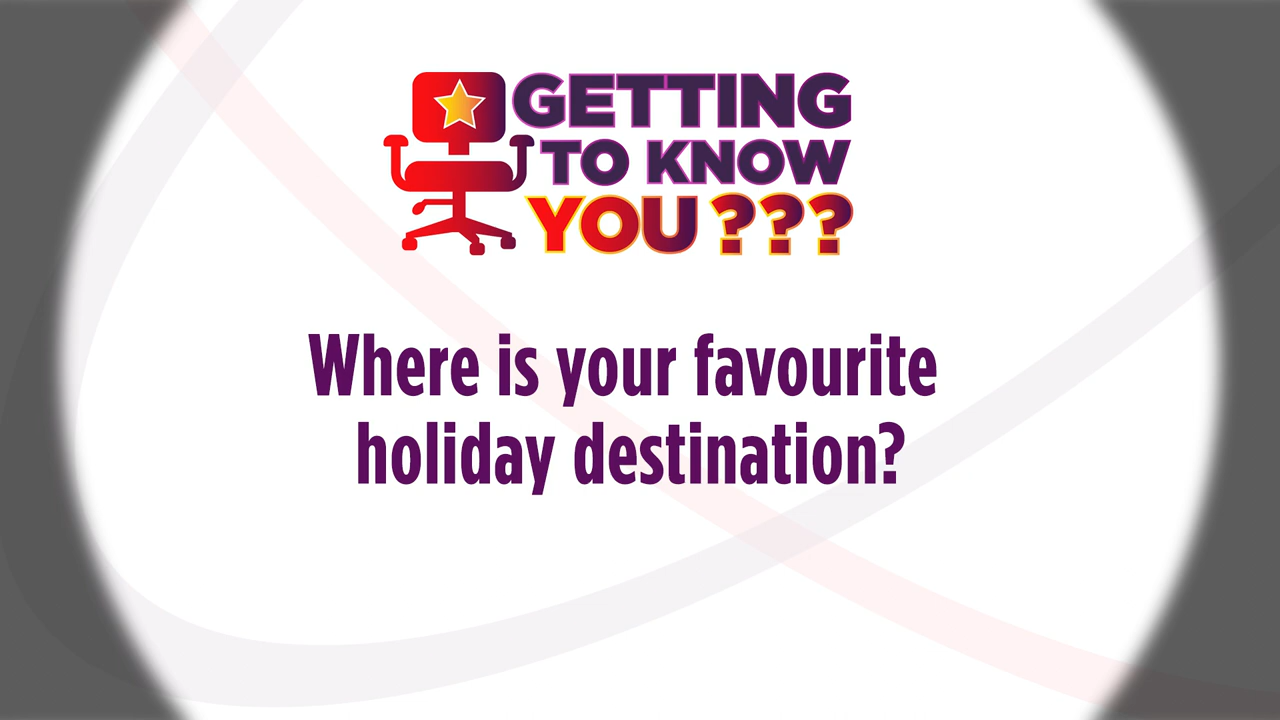 GETTING
TO KNOW
YOU ???
Where is your favourite
holiday destination?